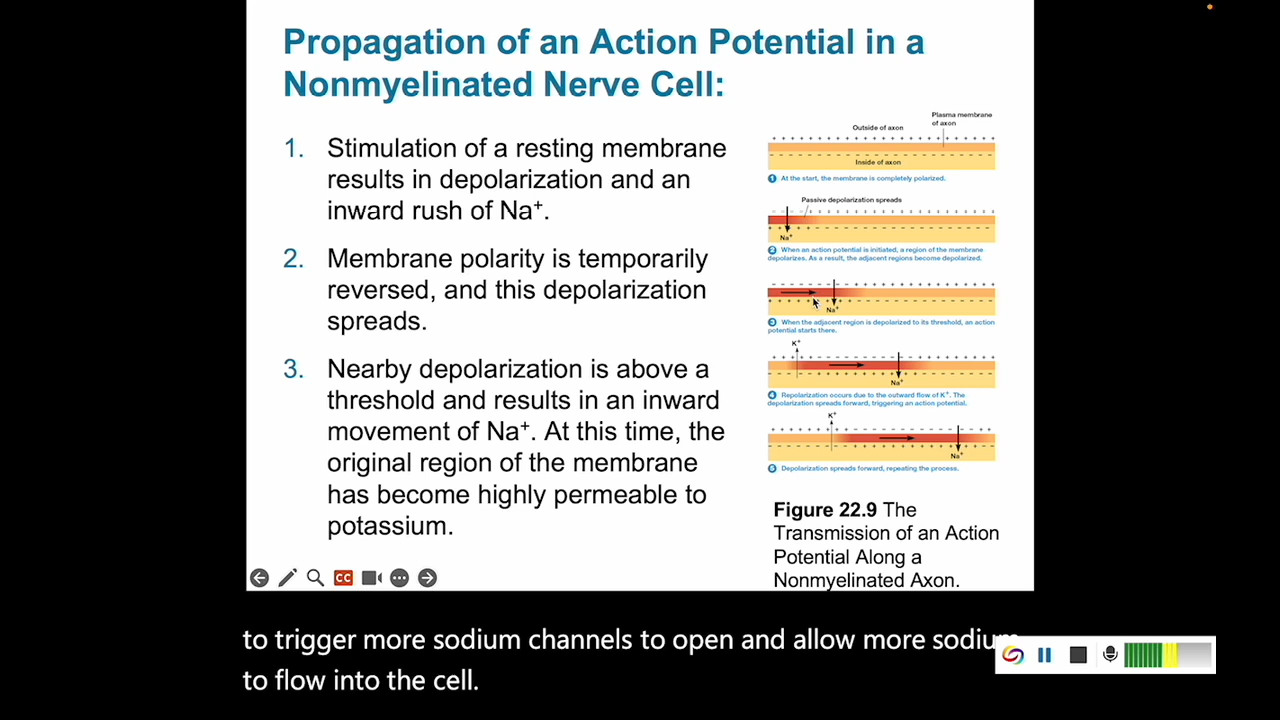 Propagation of an Action Potential in a
Nonmyelinated Nerve Cell:
1. Stimulation of a resting membrane
results in depolarization and an
inward rush of Na⁺.
2. Membrane polarity is temporarily
reversed, and this depolarization
spreads.
3. Nearby depolarization is above a
threshold and results in an inward
movement of Na⁺. At this time, the
original region of the membrane
has become highly permeable to
potassium.
Plasma membrane
of axon
Outside of axon
Inside of axon
1 At the start, the membrane is completely polarized.
Passive depolarization spreads
Na⁺
2 When an action potential is initiated, a region of the membrane
depolarizes. As a result, the adjacent regions become depolarized.
Na⁺
3 When the adjacent region is depolarized to its threshold, an action
potential starts there.
K⁺
Na⁺
4 Repolarization occurs due to the outward flow of K⁺. The
depolarization spreads forward, triggering an action potential.
K⁺
Na⁺
5 Depolarization spreads forward, repeating the process.
Figure 22.9 The
Transmission of an Action
Potential Along a
Nonmyelinated Axon.
CC
to trigger more sodium channels to open and allow more sodium
to flow into the cell.